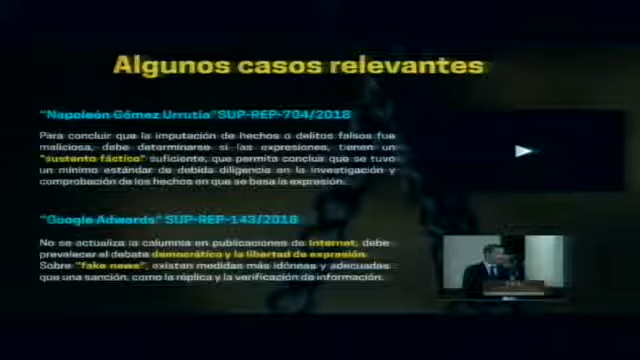 Algunos casos relevantes
"Napoleón Gómez Urrutia" SUP-REP-704/2018
Para concluir que la imputación de hechos o delitos falsos fue
maliciosa, debe determinarse si las expresiones, tienen un
"sustento fáctico" suficiente, que permita concluir que se tuvo
un mínimo estándar de debida diligencia en la investigación y
comprobación de los hechos en que se basa la expresión.
"Google Adwards" SUP-REP-143/2018
No se actualiza la calumnia en publicaciones de Internet, debe
prevalecer el debate democrático y la libertad de expresión.
Sobre "fake news", existen medidas más idóneas y adecuadas
que una sanción, como la réplica y la verificación de información.